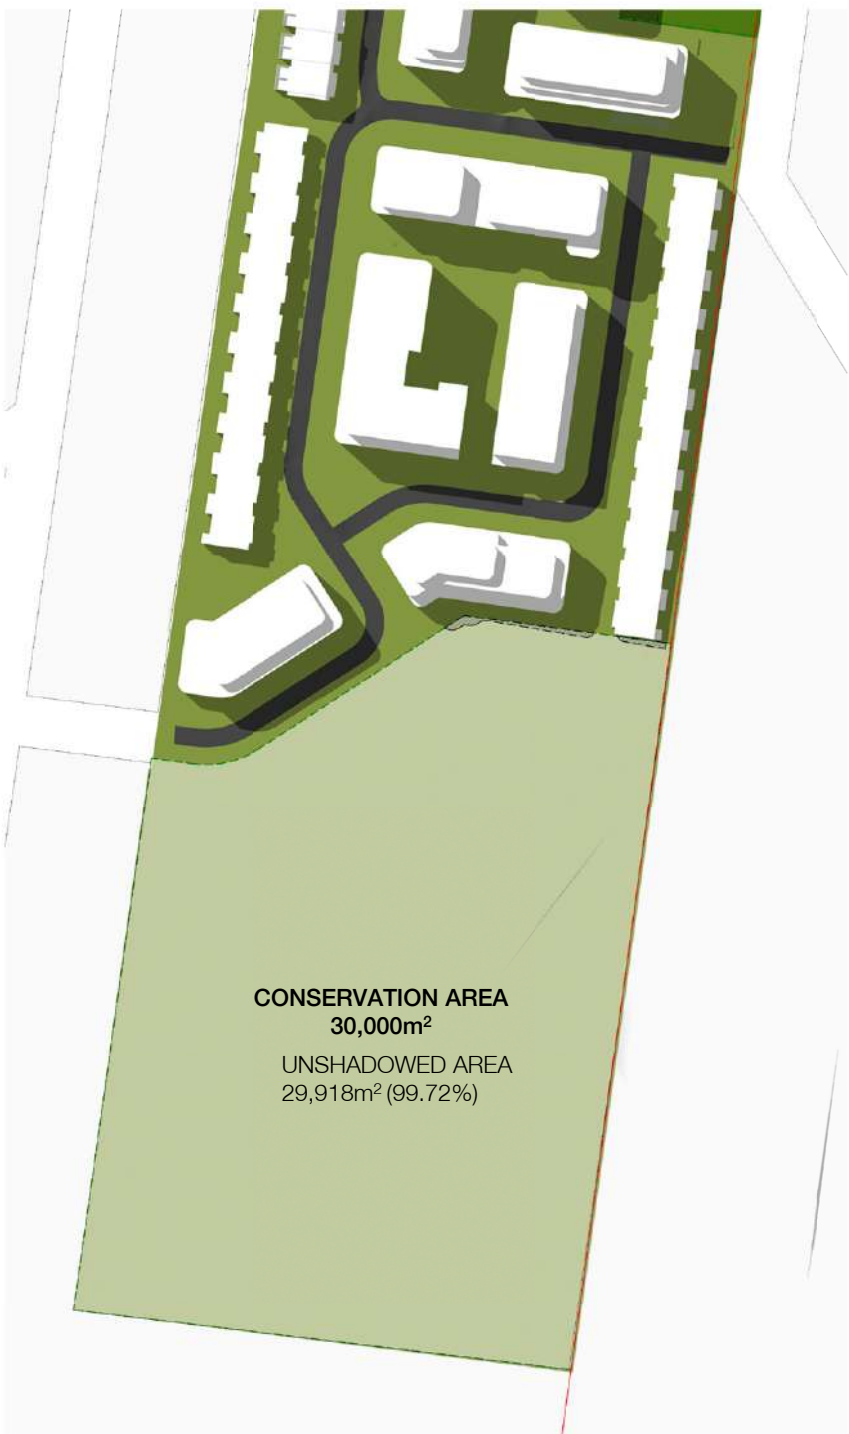 CONSERVATION AREA
30,000m²
UNSHADOWED AREA
29,918m² (99.72%)